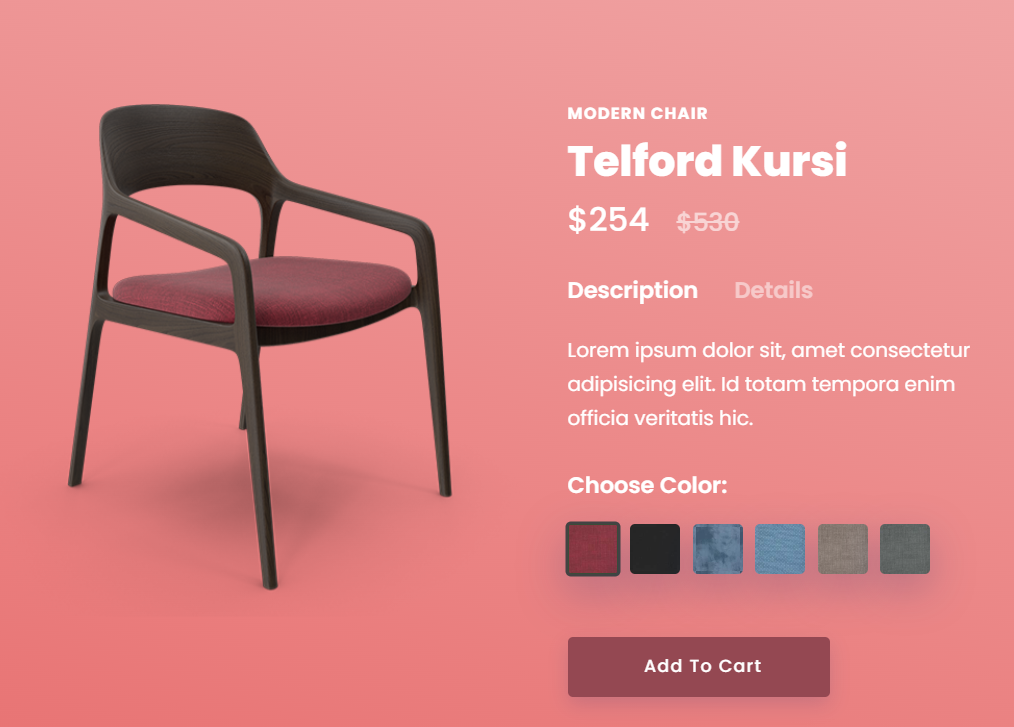 MODERN CHAIR
Telford Kursi
$254 $530
Description Details
Lorem ipsum dolor sit, amet consectetur
adipisicing elit. Id totam tempora enim
officia veritatis hic.
Choose Color:
Add To Cart